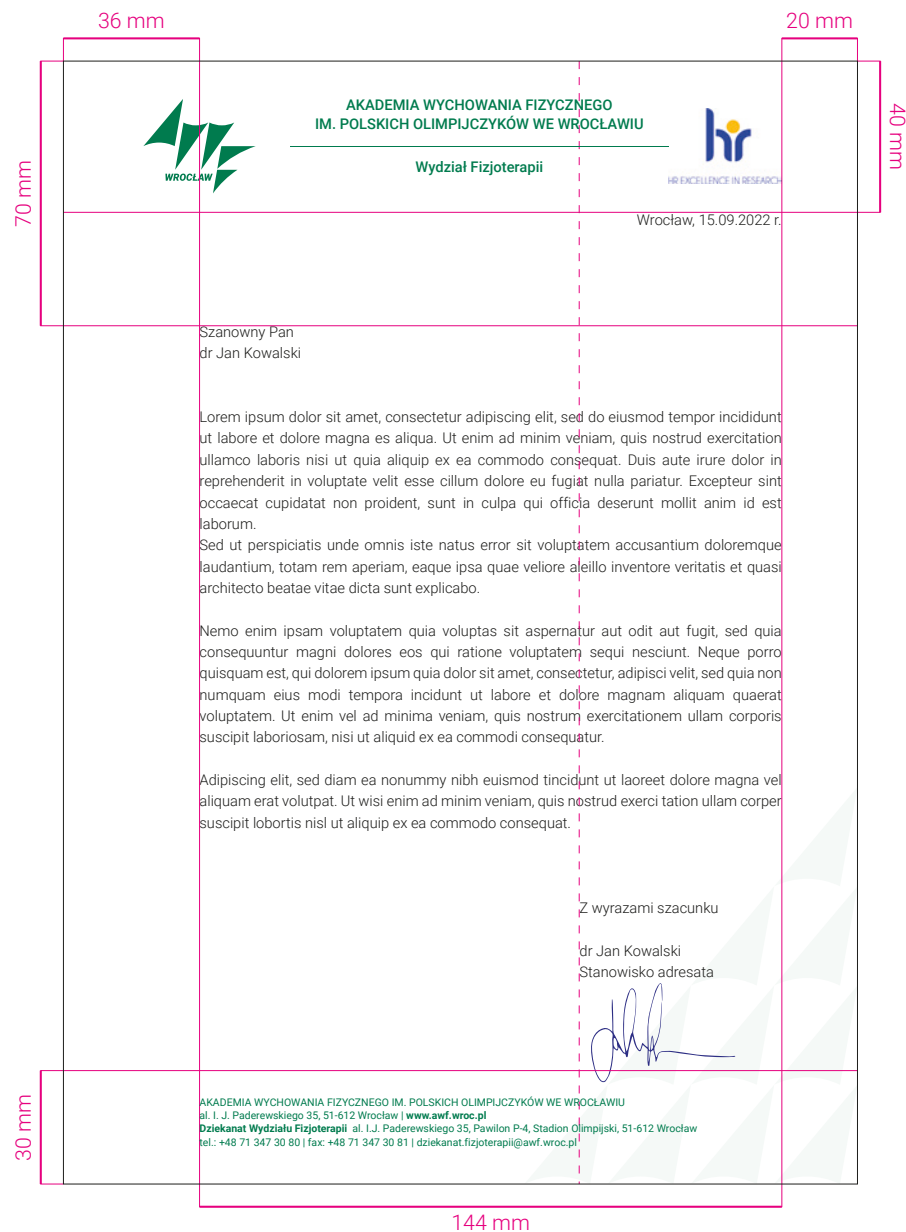 36 mm
20 mm
40 mm
70 mm
AKADEMIA WYCHOWANIA FIZYCZNEGO
IM. POLSKICH OLIMPIJCZYKÓW WE WROCŁAWIU
Wydział Fizjoterapii
AWF
WROCŁAW
hr
HR EXCELLENCE IN RESEARCH
Wrocław, 15.09.2022 r.
Szanowny Pan
dr Jan Kowalski
Lorem ipsum dolor sit amet, consectetur adipiscing elit, sed do eiusmod tempor incididunt
ut labore et dolore magna es aliqua. Ut enim ad minim veniam, quis nostrud exercitation
ullamco laboris nisi ut quia aliquip ex ea commodo consequat. Duis aute irure dolor in
reprehenderit in voluptate velit esse cillum dolore eu fugiat nulla pariatur. Excepteur sint
occaecat cupidatat non proident, sunt in culpa qui officia deserunt mollit anim id est
laborum.
Sed ut perspiciatis unde omnis iste natus error sit voluptatem accusantium doloremque
laudantium, totam rem aperiam, eaque ipsa quae veliore aleillo inventore veritatis et quasi
architecto beatae vitae dicta sunt explicabo.
Nemo enim ipsam voluptatem quia voluptas sit aspernatur aut odit aut fugit, sed quia
consequuntur magni dolores eos qui ratione voluptatem sequi nesciunt. Neque porro
quisquam est, qui dolorem ipsum quia dolor sit amet, consectetur, adipisci velit, sed quia non
numquam eius modi tempora incidunt ut labore et dolore magnam aliquam quaerat
voluptatem. Ut enim vel ad minima veniam, quis nostrum exercitationem ullam corporis
suscipit laboriosam, nisi ut aliquid ex ea commodi consequatur.
Adipiscing elit, sed diam ea nonummy nibh euismod tincidunt ut laoreet dolore magna vel
aliquam erat volutpat. Ut wisi enim ad minim veniam, quis nostrud exerci tation ullam corper
suscipit lobortis nisl ut aliquip ex ea commodo consequat.
Z wyrazami szacunku
dr Jan Kowalski
Stanowisko adresata
30 mm
AKADEMIA WYCHOWANIA FIZYCZNEGO IM. POLSKICH OLIMPIJCZYKÓW WE WROCŁAWIU
al. I. J. Paderewskiego 35, 51-612 Wrocław | www.awf.wroc.pl
Dziekanat Wydziału Fizjoterapii al. I.J. Paderewskiego 35, Pawilon P-4, Stadion Olimpijski, 51-612 Wrocław
tel.: +48 71 347 30 80 | fax: +48 71 347 30 81 | dziekanat.fizjoterapii@awf.wroc.pl
144 mm